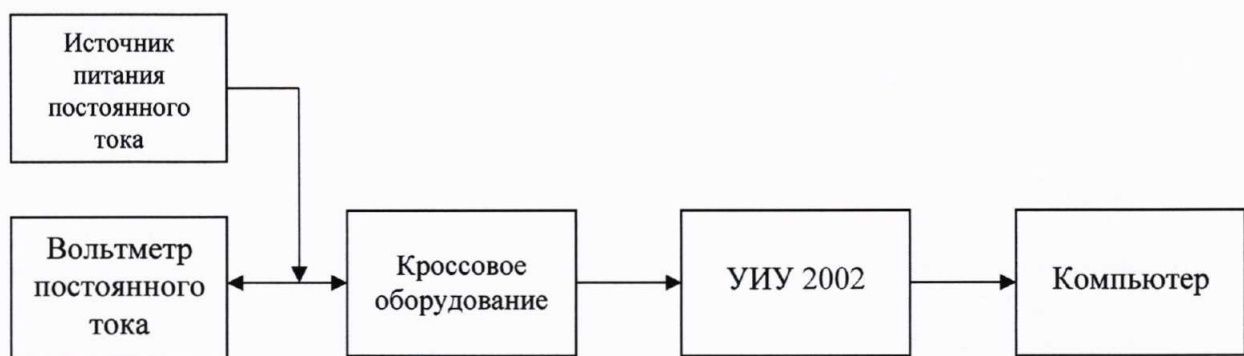 Источник
питания
постоянного
тока
Вольтметр
постоянного
тока
Кроссовое
оборудование
УИУ 2002
Компьютер